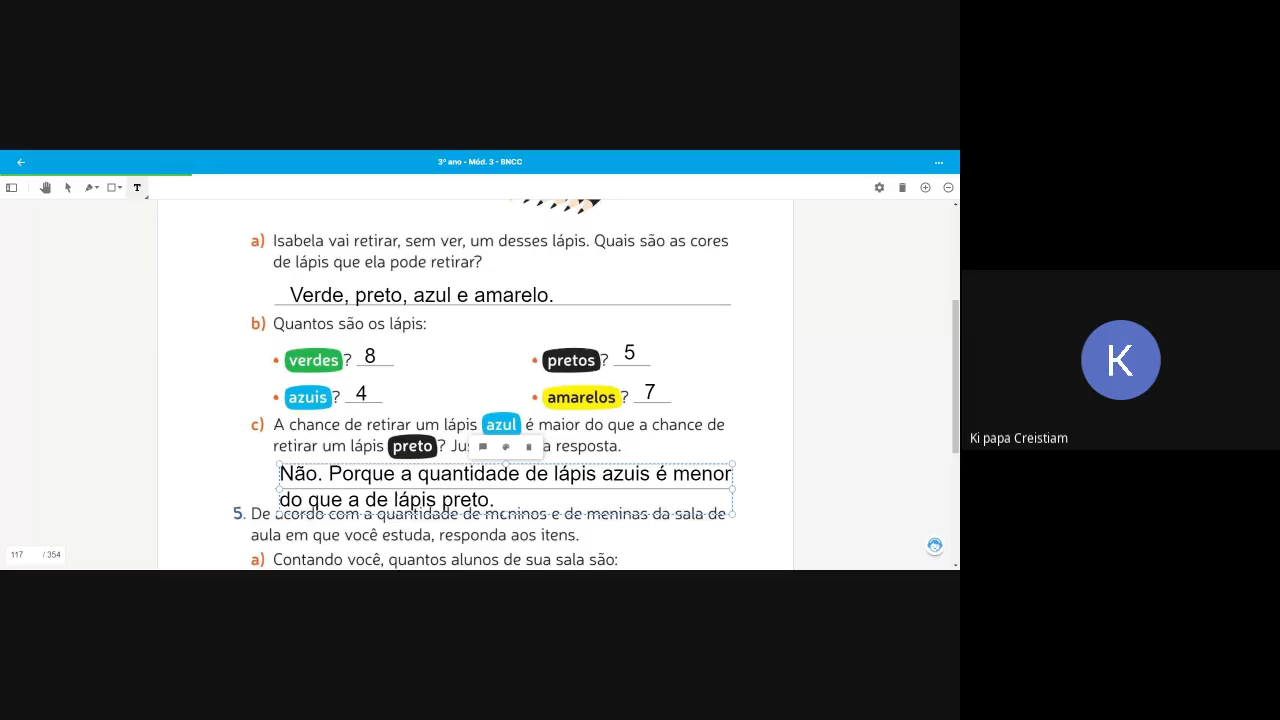 3º ano - Mód. 3 - BNCC
T
a) Isabela vai retirar, sem ver, um desses lápis. Quais são as cores
de lápis que ela pode retirar?
Verde, preto, azul e amarelo.
b) Quantos são os lápis:
• verdes? 8
• pretos? 5
• azuis? 4
• amarelos? 7
c) A chance de retirar um lápis azul é maior do que a chance de
retirar um lápis preto? a resposta.
Não. Porque a quantidade de lápis azuis é menor
do que a de lápis preto.
5. De acordo com a quantidade de meninos e de meninas da sala de
aula em que você estuda, responda aos itens.
a) Contando você, quantos alunos de sua sala são:
117 / 354
K
Ki papa Creistiam